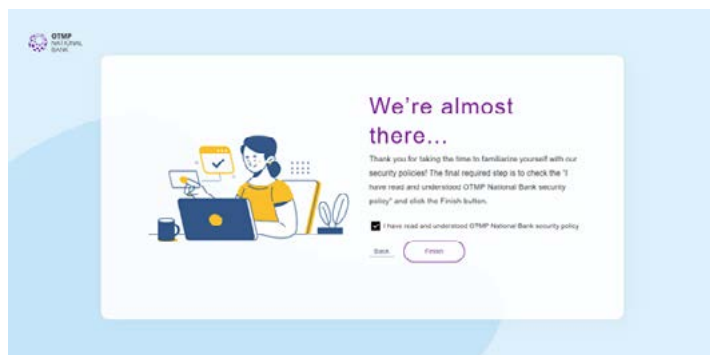 OTMP
NATIONAL
BANK
We're almost
there...
Thank you for taking the time to familiarize yourself with our
security policies! The final required step is to check the "I
have read and understood OTMP National Bank security
policy" and click the Finish button.
I have read and understood OTMP National Bank security policy
Back
Finish